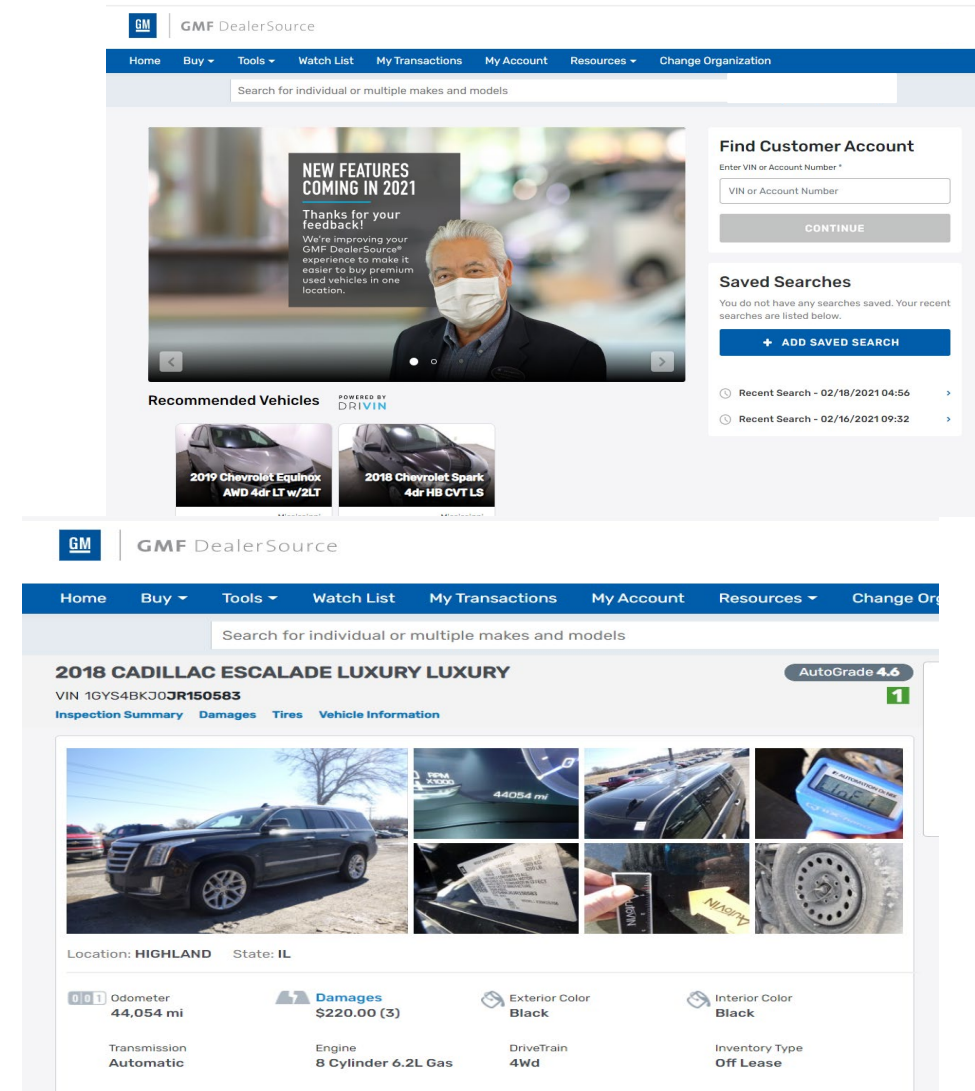 GM GMF DealerSource
Home Buy Tools Watch List My Transactions My Account Resources Change Organization
Search for individual or multiple makes and models
NEW FEATURES
COMING IN 2021
Thanks for your
feedback!
We're improving your
GMF DealerSource®
experience to make it
easier to buy premium
used vehicles in one
location.
Find Customer Account
Enter VIN or Account Number *
VIN or Account Number
CONTINUE
Saved Searches
You do not have any searches saved. Your recent
searches are listed below.
+ ADD SAVED SEARCH
Recent Search - 02/18/2021 04:56
Recent Search - 02/16/2021 09:32
Recommended Vehicles POWERED BY
DRIVIN
2019 Chevrolet Equinox
AWD 4dr LT w/2LT
2018 Chevrolet Spark
4dr HB CVT LS
GM GMF DealerSource
Home Buy Tools Watch List My Transactions My Account Resources Change Org
Search for individual or multiple makes and models
2018 CADILLAC ESCALADE LUXURY LUXURY
AutoGrade 4.6
VIN 1GYS4BKJ0JR150583
1
Inspection Summary Damages Tires Vehicle Information
RPM
X1000
44054 mi
AUTOMATION
AutoVIN
Location: HIGHLAND State: IL
001 Odometer
44,054 mi
Damages
$220.00 (3)
Exterior Color
Black
Interior Color
Black
Transmission
Automatic
Engine
8 Cylinder 6.2L Gas
DriveTrain
4Wd
Inventory Type
Off Lease